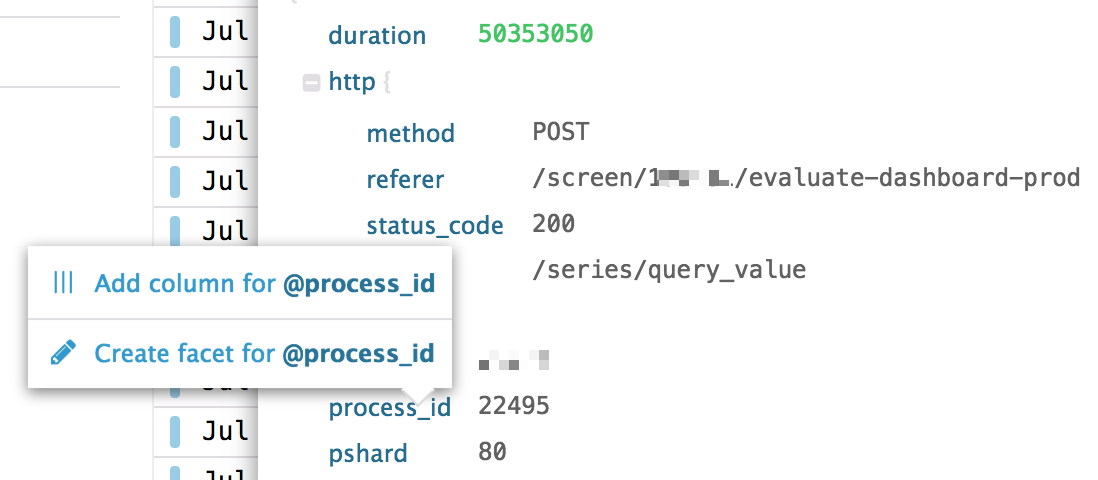 Jul
duration 50353050
Jul
http {
Jul
method POST
Jul
referer /screen/1 /evaluate-dashboard-prod
Jul
status_code 200
/series/query_value
Add column for @process_id
Create facet for @process_id
process_id 22495
Jul
pshard 80
Jul